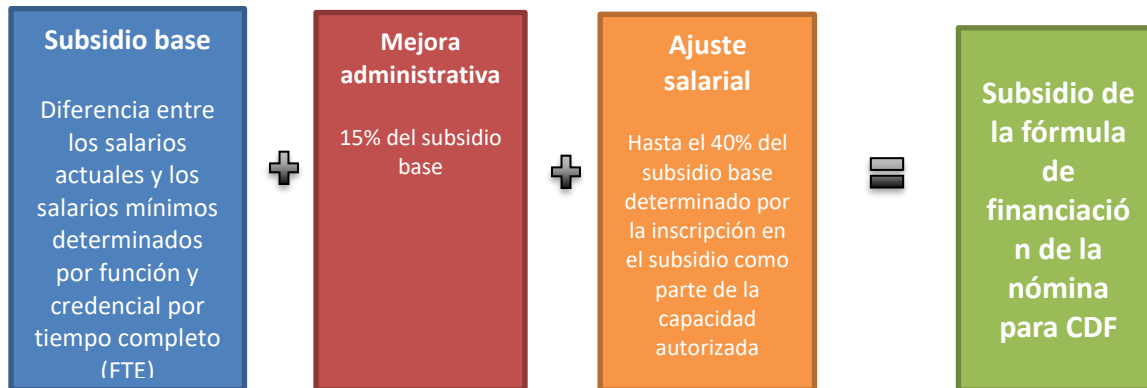 Subsidio base
Diferencia entre
los salarios
actuales y los
salarios mínimos
determinados
por función y
credencial por
tiempo completo
(FTE)
Mejora
administrativa
15% del subsidio
base
Ajuste
salarial
Hasta el 40% del
subsidio base
determinado por
la inscripción en
el subsidio como
parte de la
capacidad
autorizada
Subsidio de
la fórmula
de
financiació
n de la
nómina
para CDF